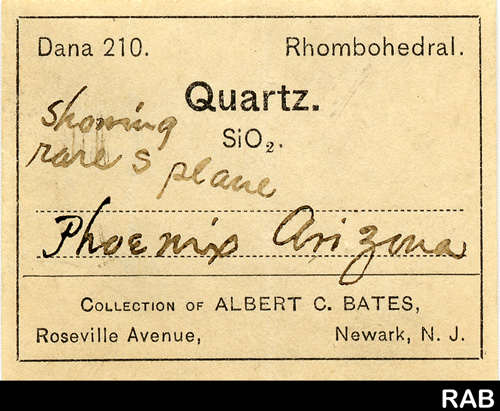 Dana 210. Rhombohedral.
Quartz.
showing
SiO₂.
rare s plane
Phoenix Arizona
COLLECTION OF ALBERT C. BATES,
Roseville Avenue, Newark, N. J.
RAB